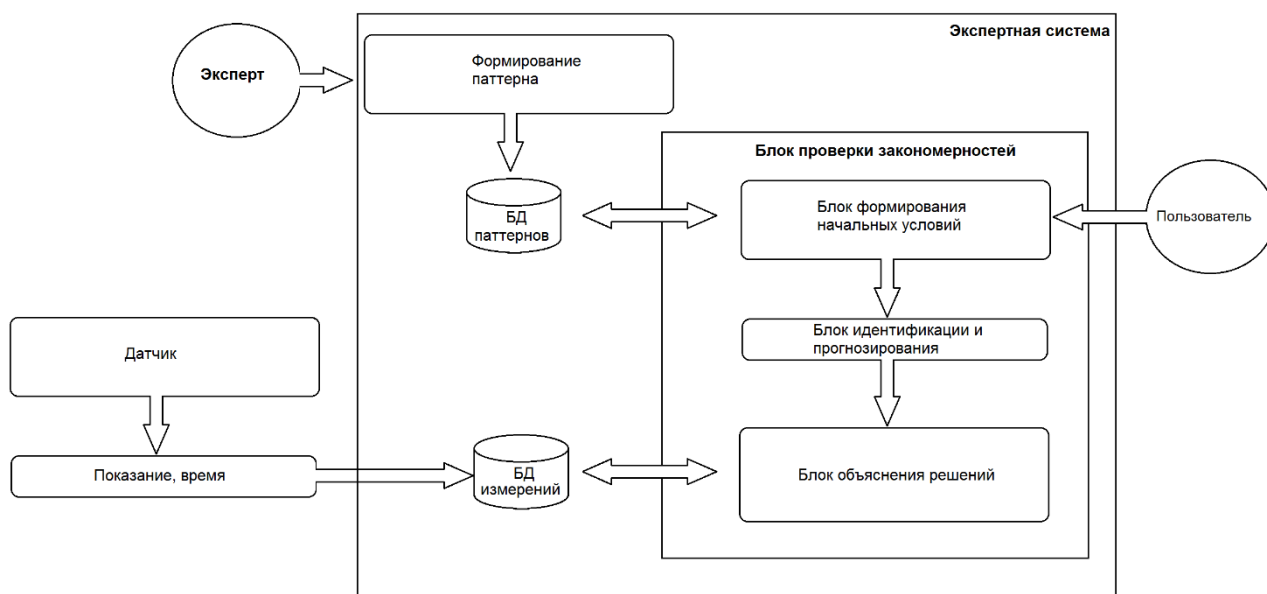 Экспертная система
Эксперт
Формирование
паттерна
Блок проверки закономерностей
БД
паттернов
Блок формирования
начальных условий
Пользователь
Датчик
Блок идентификации и
прогнозирования
Показание, время
БД
измерений
Блок объяснения решений